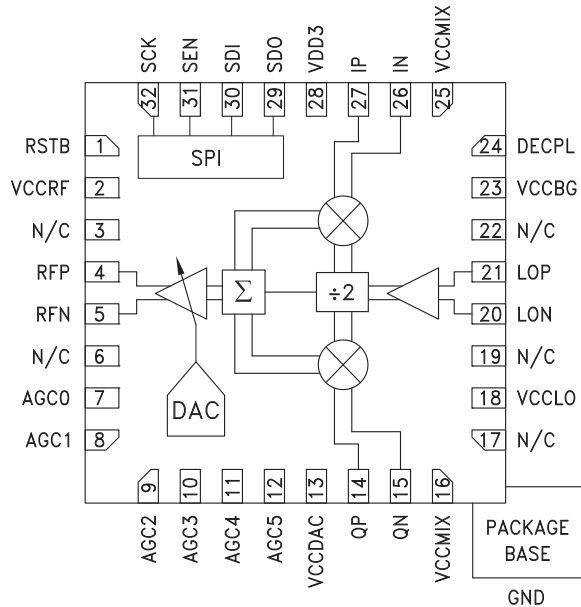 SCK
SEN
SDI
SDO
VDD3
IP
IN
VCCMIX
32
31
30
29
28
27
26
25
RSTB 1
SPI
24 DECPL
VCCRF 2
23 VCCBG
N/C 3
22 N/C
RFP 4
21 LOP
Σ
÷2
RFN 5
20 LON
N/C 6
19 N/C
AGC0 7
DAC
18 VCCLO
AGC1 8
17 N/C
9
10
11
12
13
14
15
16
AGC2
AGC3
AGC4
AGC5
VCCDAC
QP
QN
VCCMIX
PACKAGE
BASE
GND